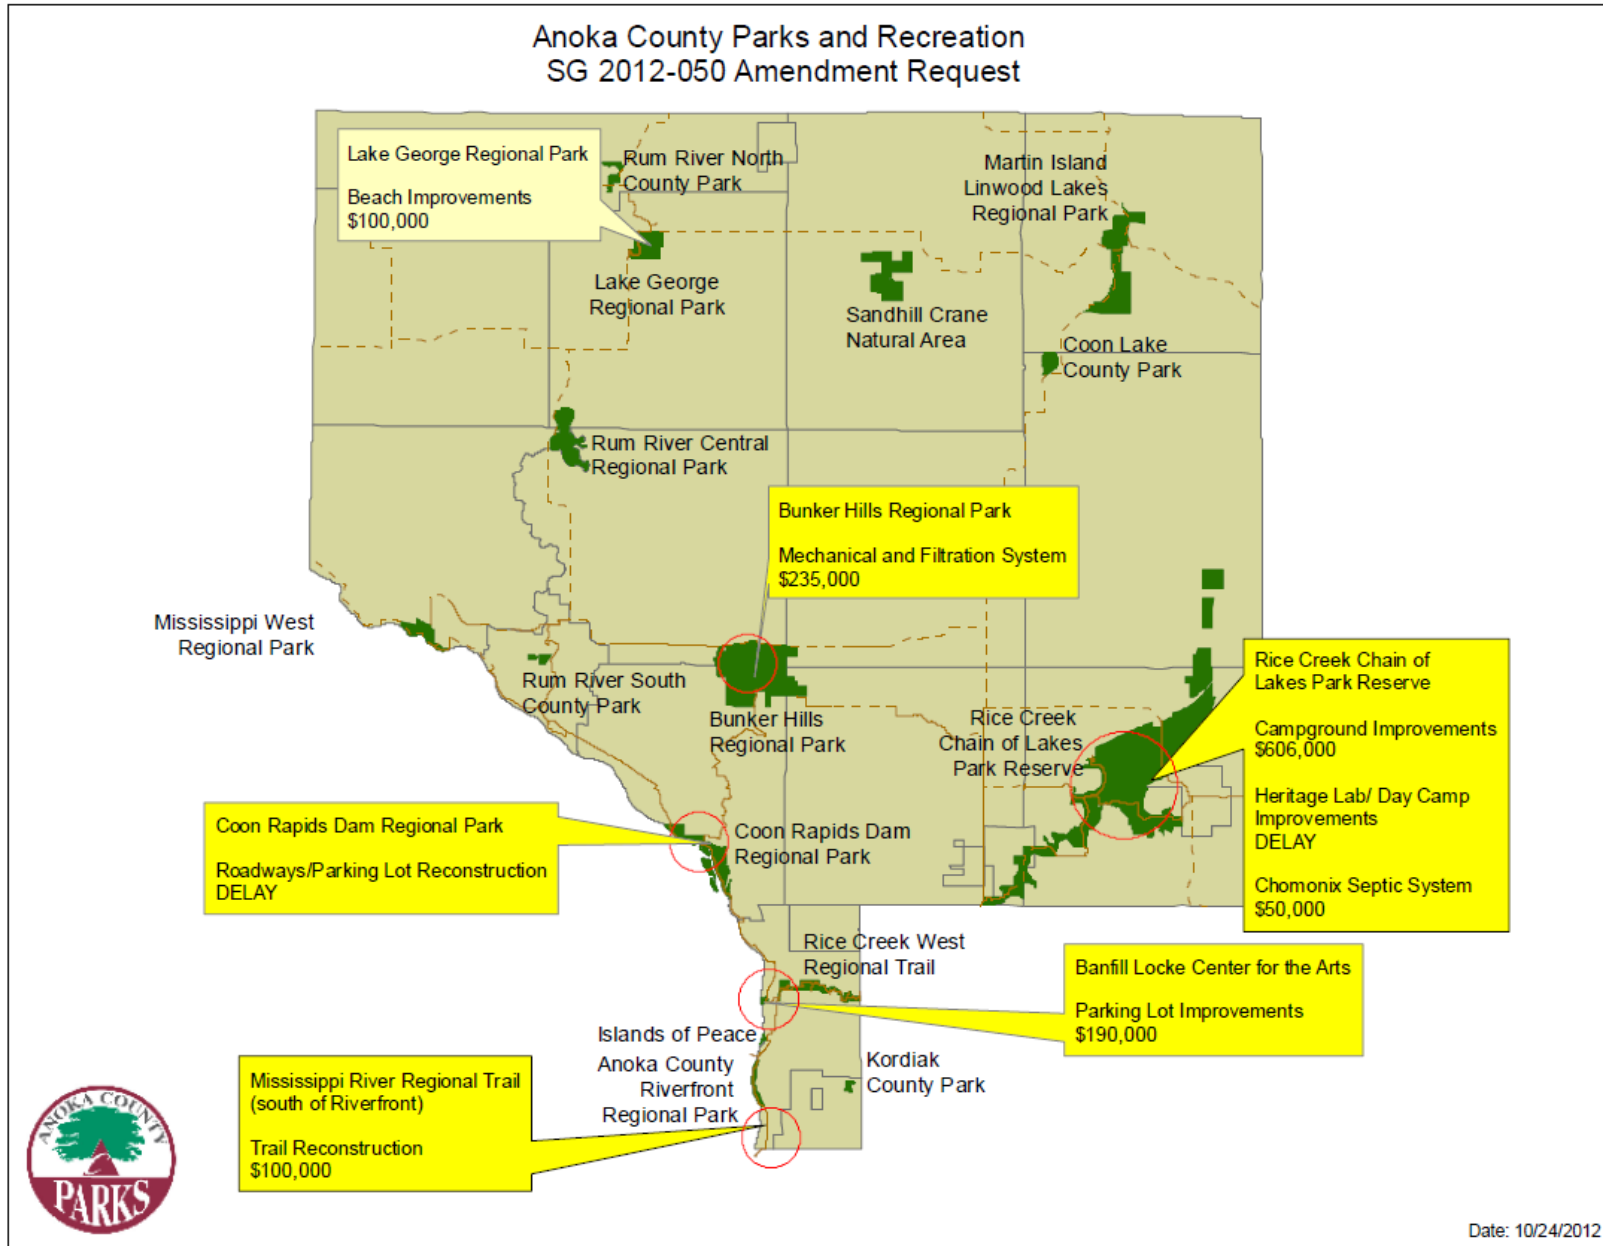 Anoka County Parks and Recreation
SG 2012-050 Amendment Request
Lake George Regional Park
Beach Improvements
$100,000
Rum River North
County Park
Martin Island
Linwood Lakes
Regional Park
Lake George
Regional Park
Sandhill Crane
Natural Area
Coon Lake
County Park
Rum River Central
Regional Park
Bunker Hills Regional Park
Mechanical and Filtration System
$235,000
Mississippi West
Regional Park
Rum River South
County Park
Bunker Hills
Regional Park
Rice Creek
Chain of Lakes
Park Reserve
Rice Creek Chain of
Lakes Park Reserve
Campground Improvements
$606,000
Heritage Lab/ Day Camp
Improvements
DELAY
Chomonix Septic System
$50,000
Coon Rapids Dam Regional Park
Roadways/Parking Lot Reconstruction
DELAY
Coon Rapids Dam
Regional Park
Rice Creek West
Regional Trail
Banfill Locke Center for the Arts
Parking Lot Improvements
$190,000
Islands of Peace
Anoka County
Riverfront
Regional Park
Kordiak
County Park
Mississippi River Regional Trail
(south of Riverfront)
Trail Reconstruction
$100,000
ANOKA COUNTY
PARKS
Date: 10/24/2012